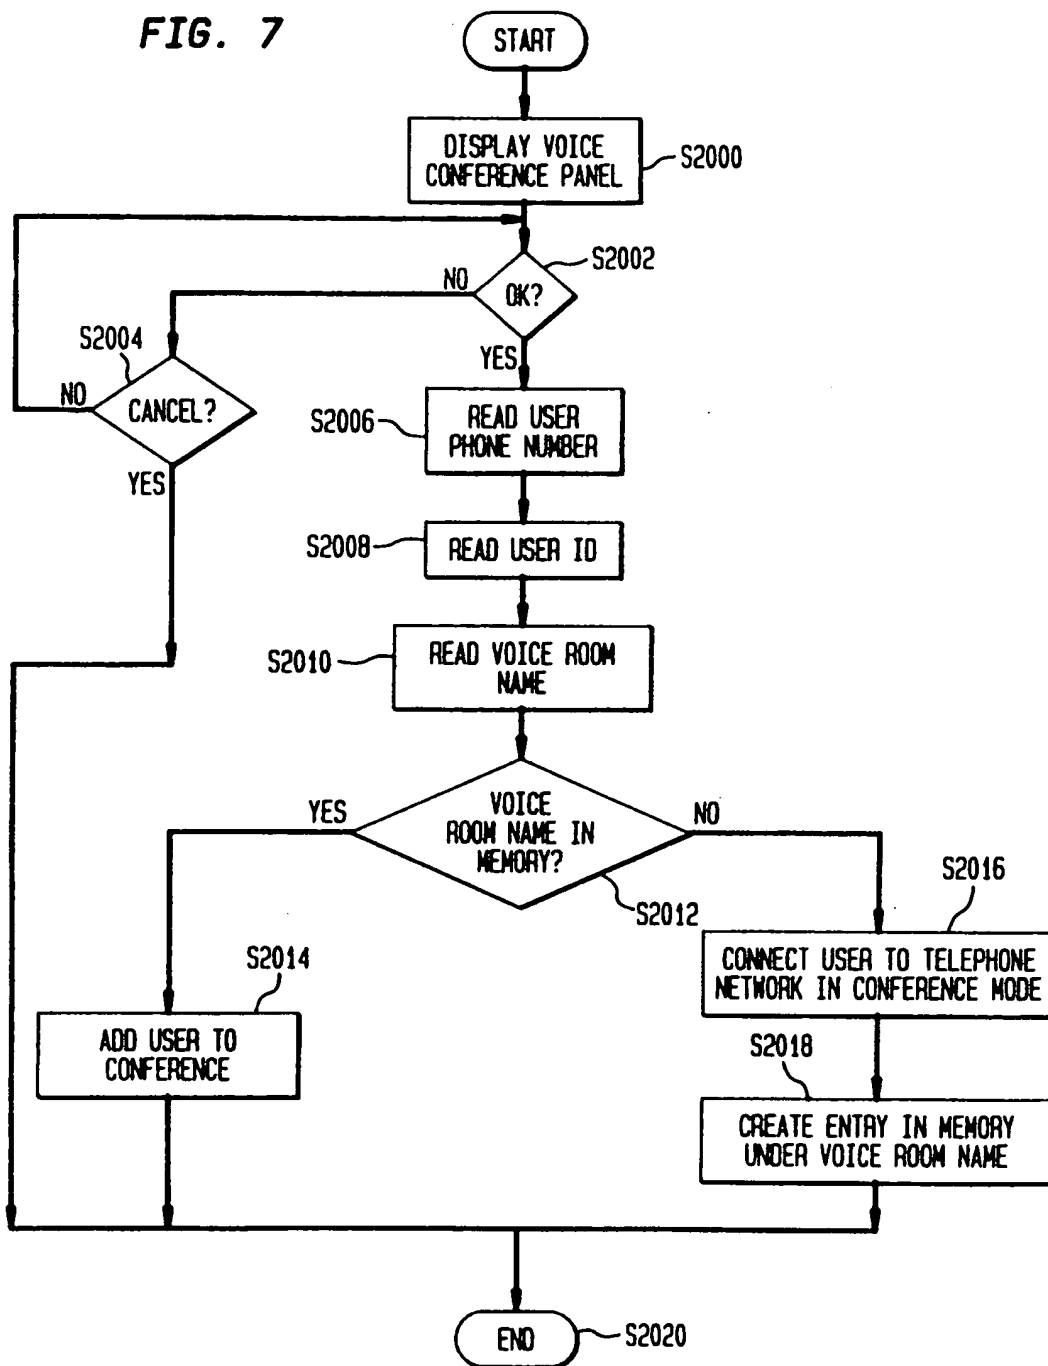 FIG. 7
START
DISPLAY VOICE
CONFERENCE PANEL
S2000
S2002
NO
OK?
S2004
YES
NO
CANCEL?
S2006
READ USER
PHONE NUMBER
YES
S2008
READ USER ID
S2010
READ VOICE ROOM
NAME
YES
VOICE
ROOM NAME IN
MEMORY?
NO
S2012
S2016
S2014
CONNECT USER TO TELEPHONE
NETWORK IN CONFERENCE MODE
ADD USER TO
CONFERENCE
S2018
CREATE ENTRY IN MEMORY
UNDER VOICE ROOM NAME
END
S2020